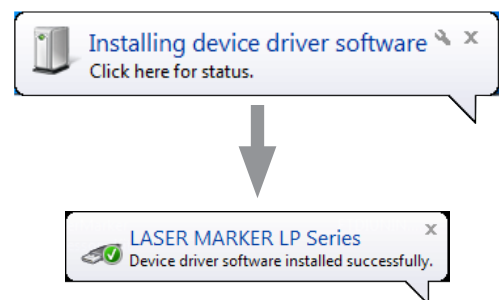 Installing device driver software
Click here for status.
LASER MARKER LP Series
Device driver software installed successfully.